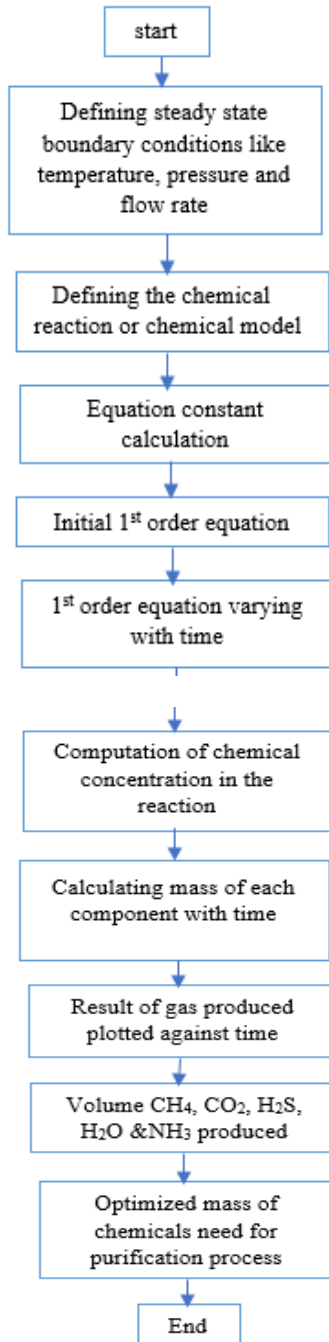 start
Defining steady state
boundary conditions like
temperature, pressure and
flow rate
Defining the chemical
reaction or chemical model
Equation constant
calculation
Initial 1st order equation
1st order equation varying
with time
Computation of chemical
concentration in the
reaction
Calculating mass of each
component with time
Result of gas produced
plotted against time
Volume CH4, CO2, H2S,
H2O &NH3 produced
Optimized mass of
chemicals need for
purification process
End